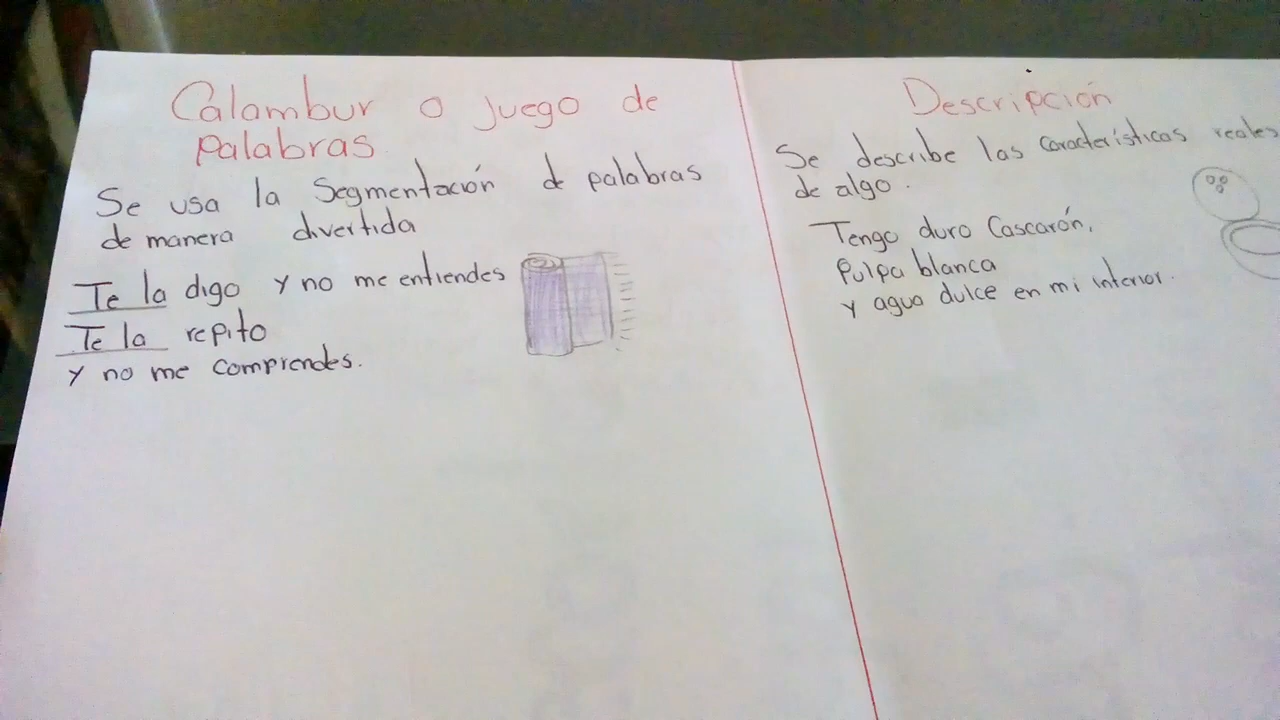 Calambur o juego de
palabras
Se usa la Segmentación de palabras
de manera divertida
Te la digo y no me entiendes
Te la repito
y no me comprendes.
Descripción
Se describe las características reales
de algo.
Tengo duro Cascarón,
Pulpa blanca
y agua dulce en mi interior.